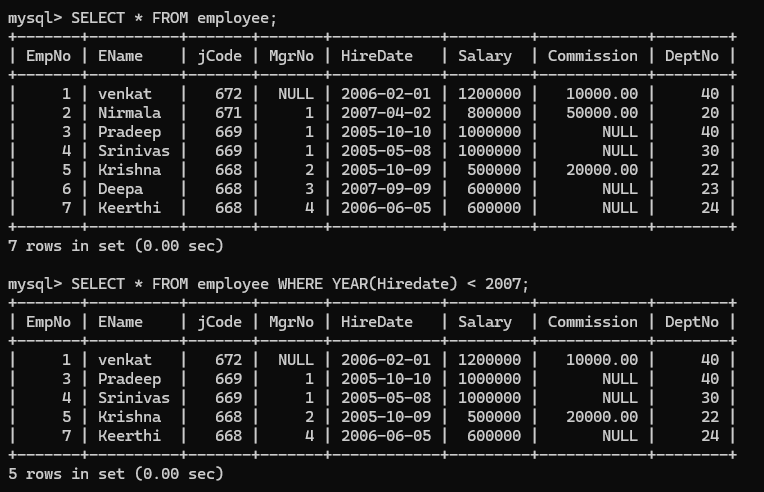 mysql> SELECT * FROM employee;
+-------+----------+-------+-------+------------+---------+------------+--------+
| EmpNo | EName    | jCode | MgrNo | HireDate   | Salary  | Commission | DeptNo |
+-------+----------+-------+-------+------------+---------+------------+--------+
|     1 | venkat   |   672 |  NULL | 2006-02-01 | 1200000 |   10000.00 |     40 |
|     2 | Nirmala  |   671 |     1 | 2007-04-02 |  800000 |   50000.00 |     20 |
|     3 | Pradeep  |   669 |     1 | 2005-10-10 | 1000000 |       NULL |     40 |
|     4 | Srinivas |   669 |     1 | 2005-05-08 | 1000000 |       NULL |     30 |
|     5 | Krishna  |   668 |     2 | 2005-10-09 |  500000 |   20000.00 |     22 |
|     6 | Deepa    |   668 |     3 | 2007-09-09 |  600000 |       NULL |     23 |
|     7 | Keerthi  |   668 |     4 | 2006-06-05 |  600000 |       NULL |     24 |
+-------+----------+-------+-------+------------+---------+------------+--------+
7 rows in set (0.00 sec)

mysql> SELECT * FROM employee WHERE YEAR(Hiredate) < 2007;
+-------+----------+-------+-------+------------+---------+------------+--------+
| EmpNo | EName    | jCode | MgrNo | HireDate   | Salary  | Commission | DeptNo |
+-------+----------+-------+-------+------------+---------+------------+--------+
|     1 | venkat   |   672 |  NULL | 2006-02-01 | 1200000 |   10000.00 |     40 |
|     3 | Pradeep  |   669 |     1 | 2005-10-10 | 1000000 |       NULL |     40 |
|     4 | Srinivas |   669 |     1 | 2005-05-08 | 1000000 |       NULL |     30 |
|     5 | Krishna  |   668 |     2 | 2005-10-09 |  500000 |   20000.00 |     22 |
|     7 | Keerthi  |   668 |     4 | 2006-06-05 |  600000 |       NULL |     24 |
+-------+----------+-------+-------+------------+---------+------------+--------+
5 rows in set (0.00 sec)